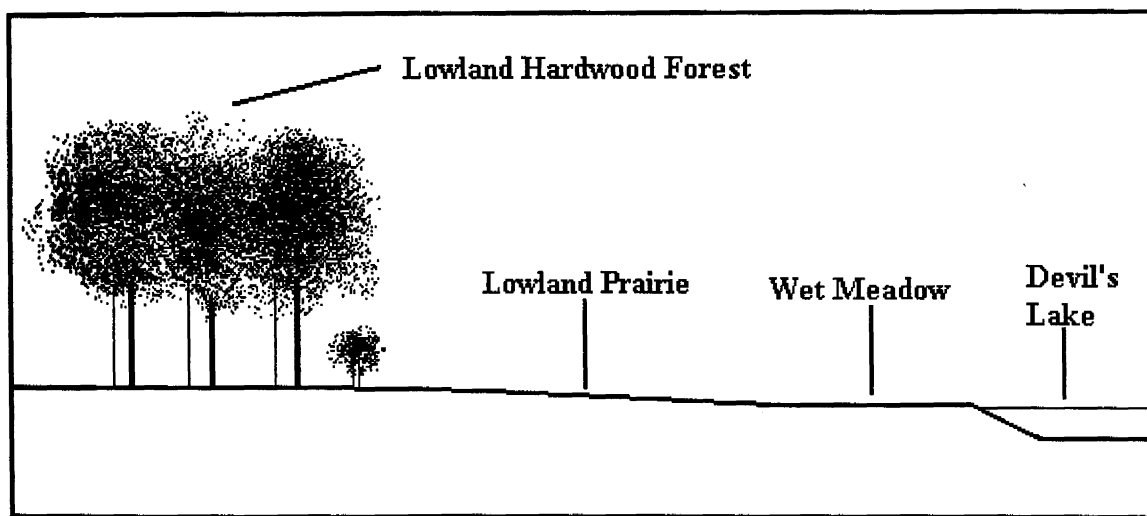 Lowland Hardwood Forest
Lowland Prairie
Wet Meadow
Devil's
Lake